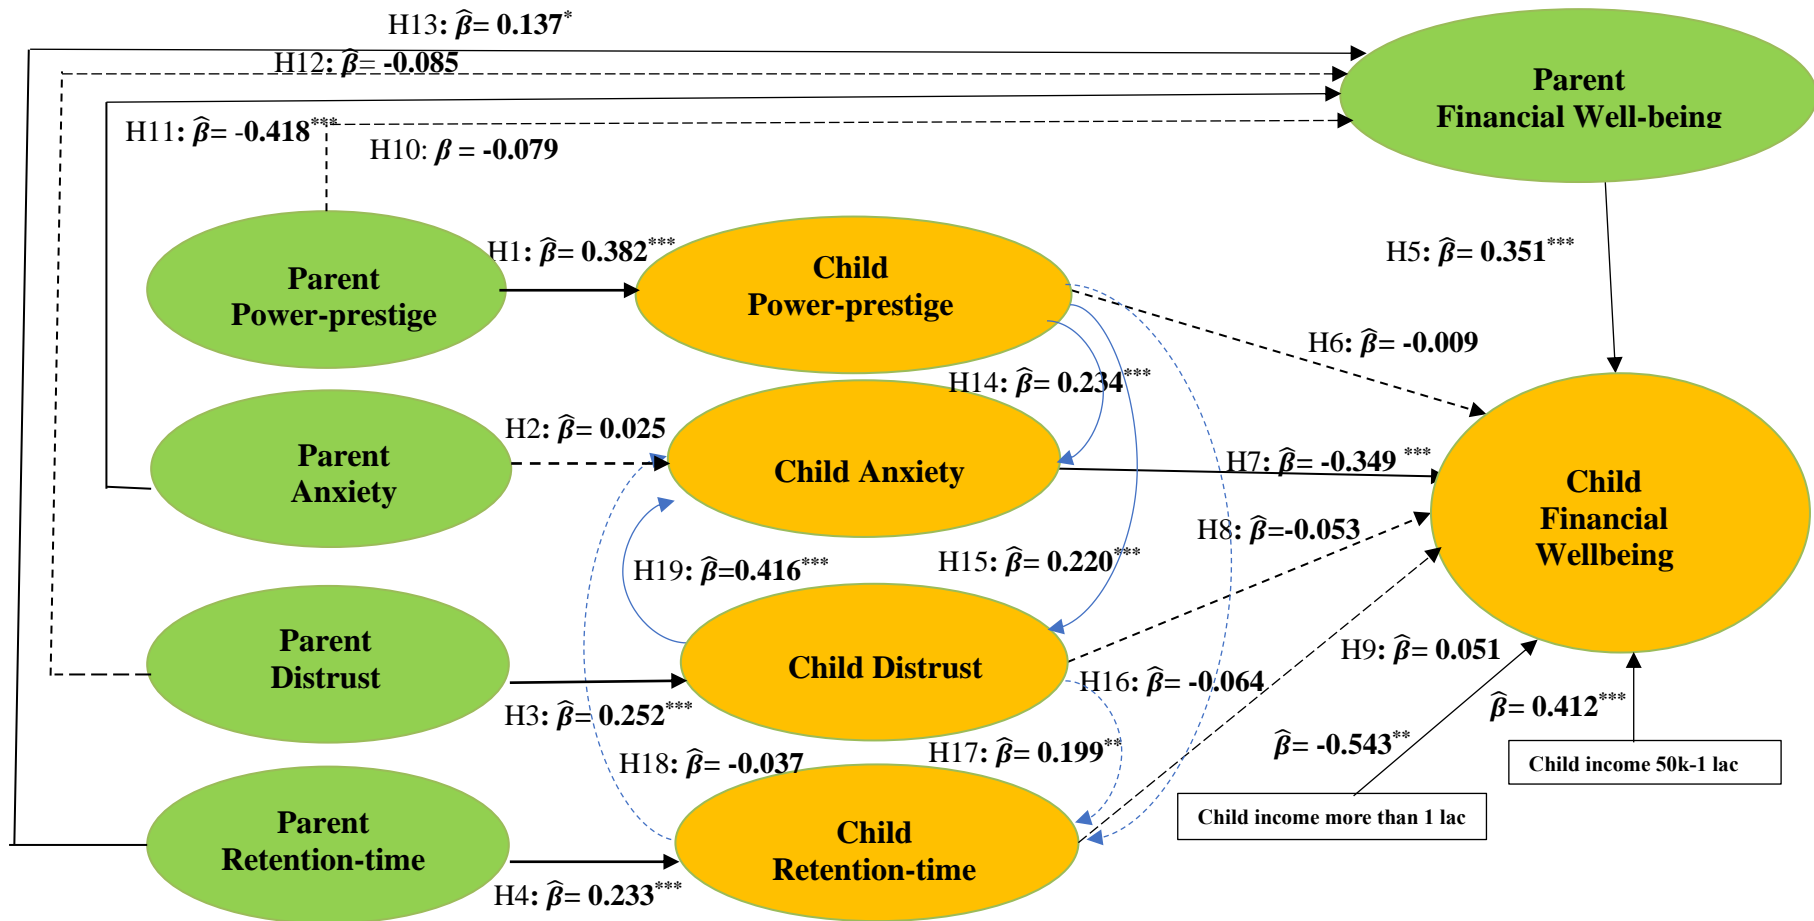 H13: β̂= 0.137*
H12: β̂= -0.085
H11: β̂= -0.418***
H10: β = -0.079
Parent
Financial Well-being
H1: β̂= 0.382***
H5: β̂= 0.351***
Parent
Power-prestige
Child
Power-prestige
H6: β̂= -0.009
H14: β̂= 0.234***
H2: β̂= 0.025
Parent
Anxiety
Child Anxiety
H7: β̂= -0.349 ***
Child
Financial
Wellbeing
H8: β̂=-0.053
H19: β̂=0.416***
H15: β̂= 0.220***
Parent
Distrust
Child Distrust
H9: β̂= 0.051
H16: β̂= -0.064
H3: β̂= 0.252***
β̂= 0.412***
β̂= -0.543**
H17: β̂= 0.199**
H18: β̂= -0.037
Child income 50k-1 lac
Child income more than 1 lac
Parent
Retention-time
Child
Retention-time
H4: β̂= 0.233***